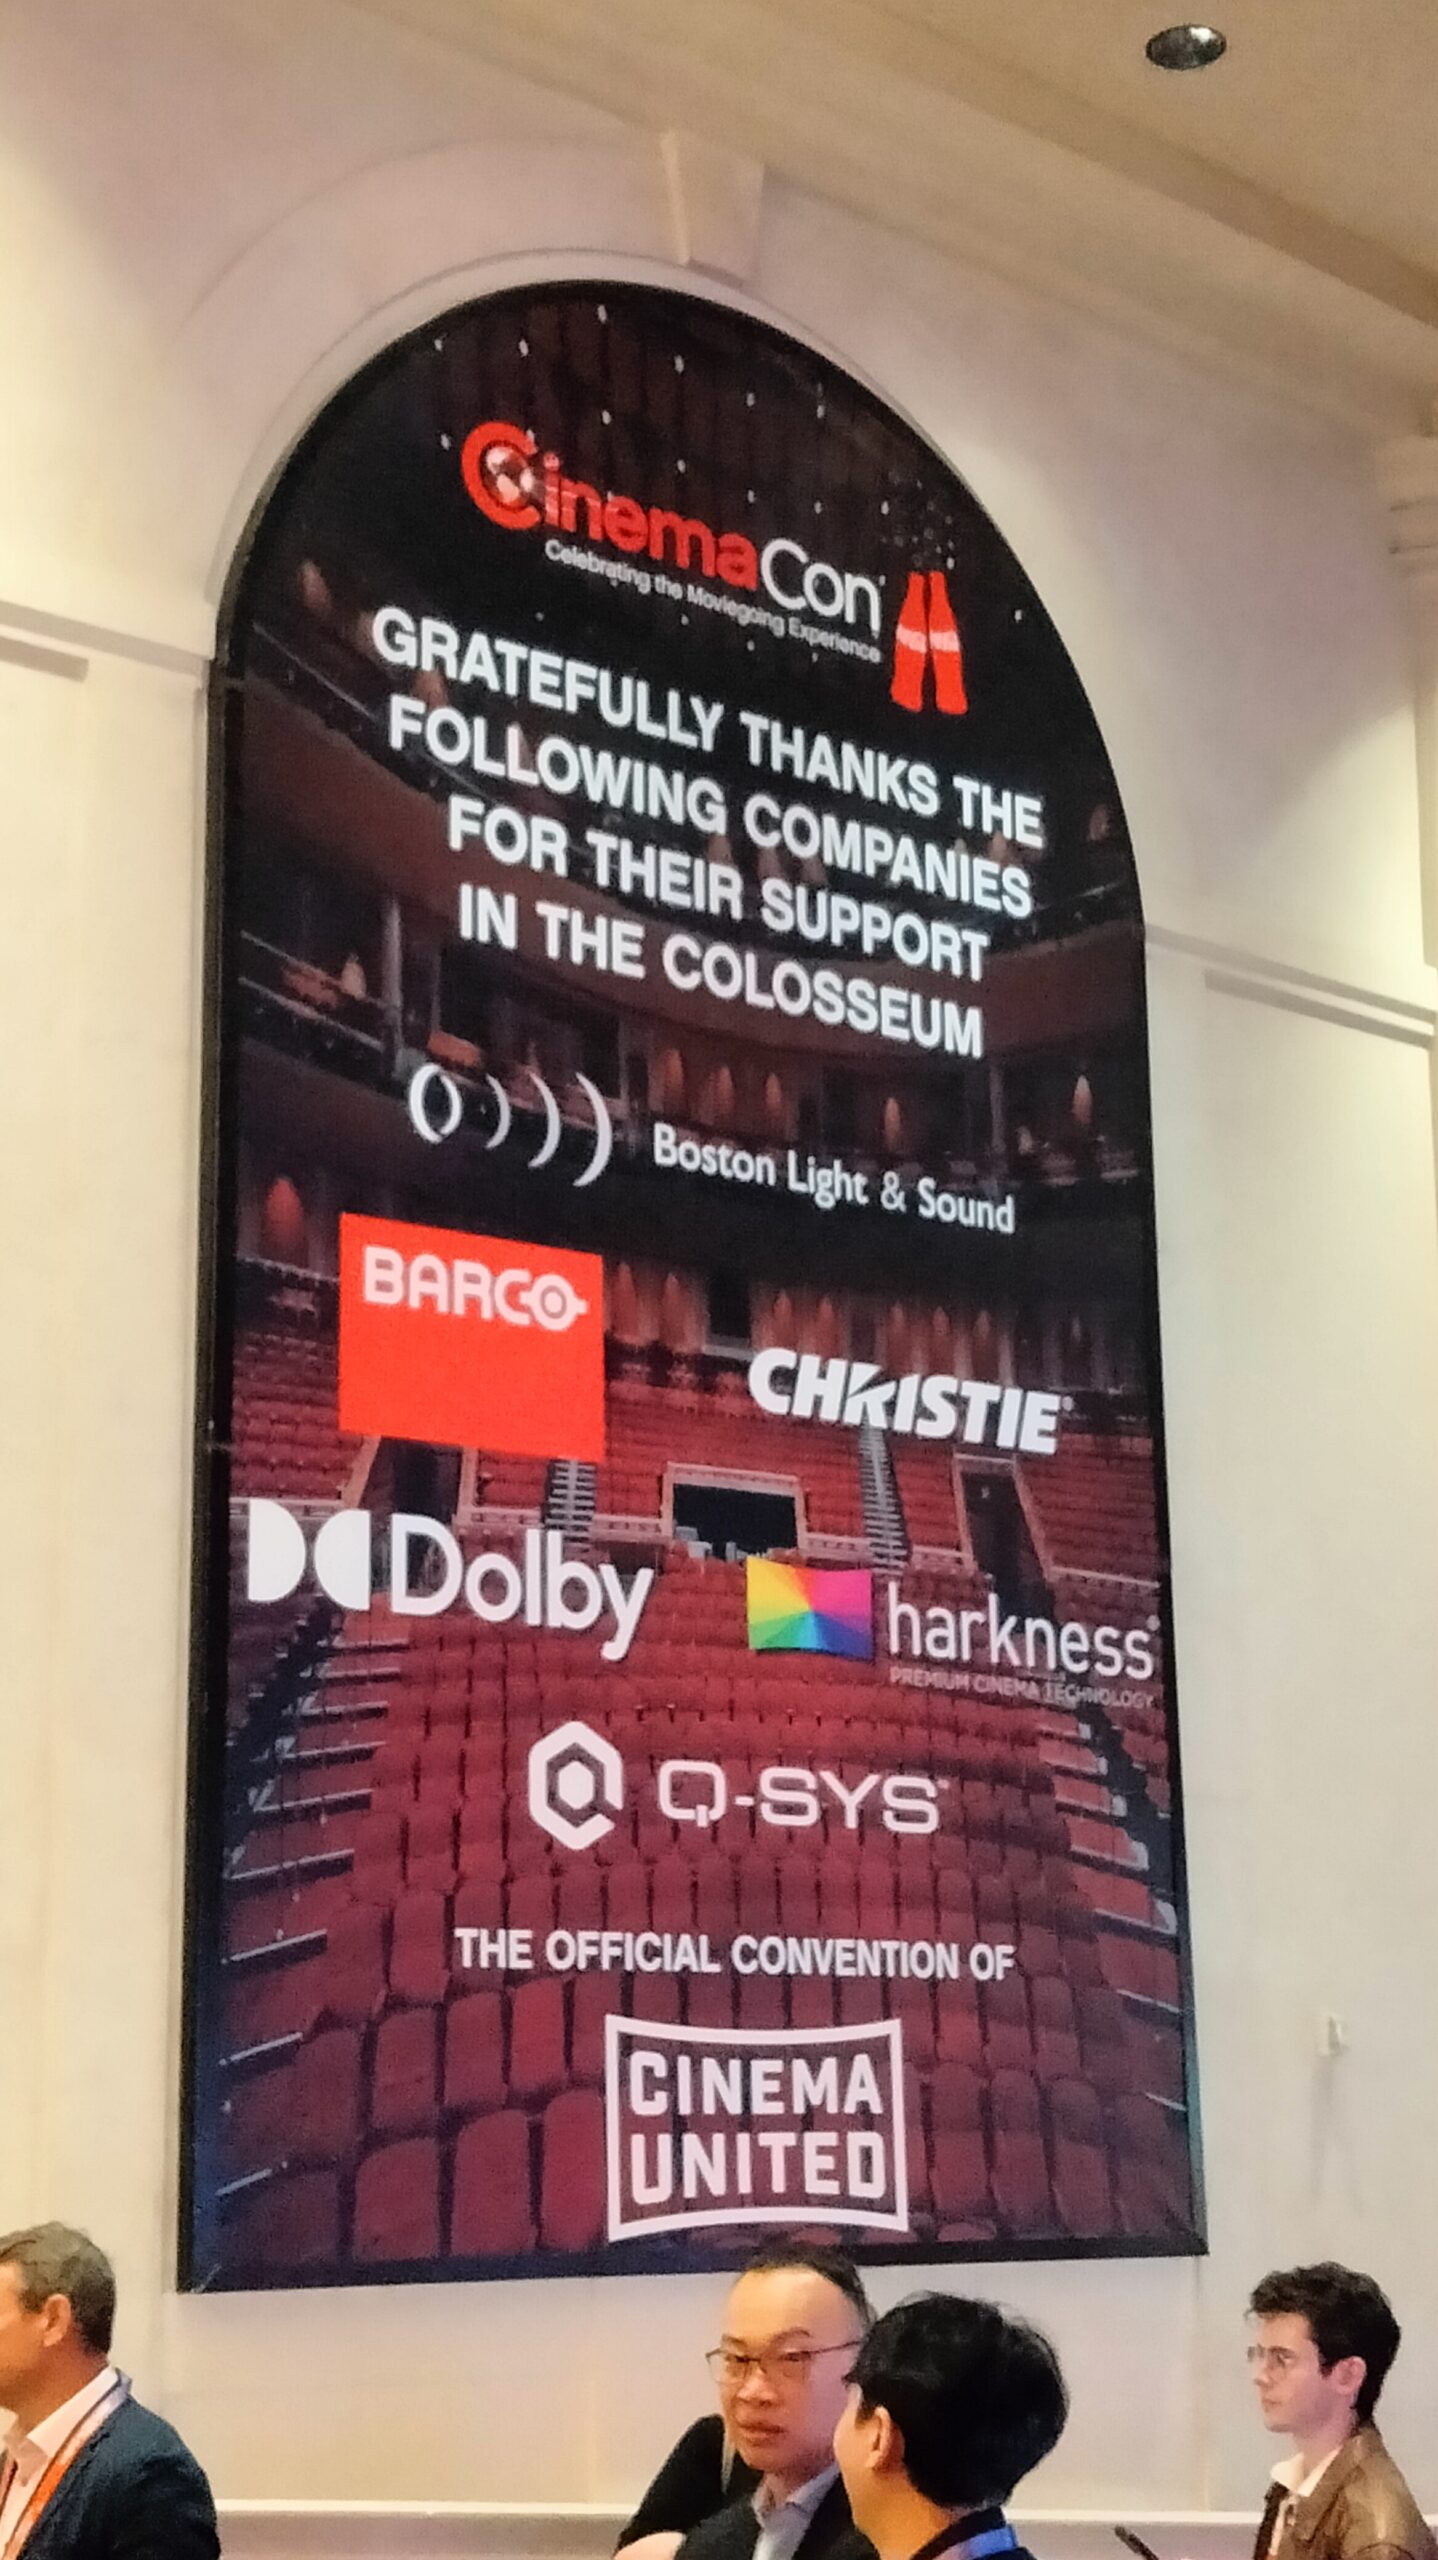 CinemaCon
Celebrating the Moviegoing Experience
GRATEFULLY THANKS THE
FOLLOWING COMPANIES
FOR THEIR SUPPORT
IN THE COLOSSEUM
Boston Light & Sound
BARCO
CHRISTIE®
Dolby
harkness
PREMIUM CINEMA TECHNOLOGY
Q-SYS
THE OFFICIAL CONVENTION OF
CINEMA
UNITED